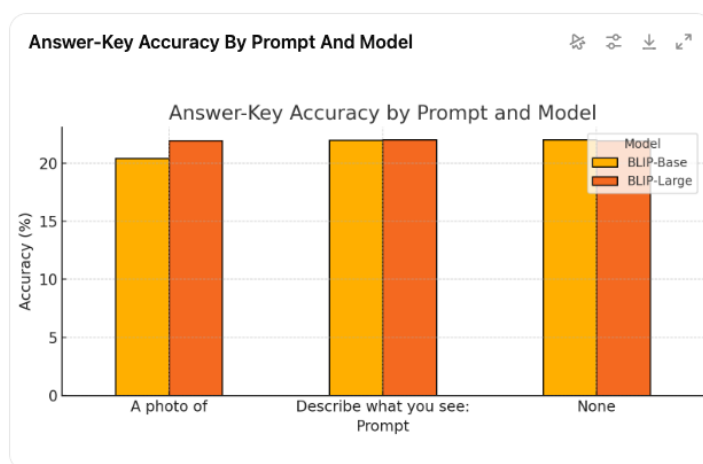 Answer-Key Accuracy By Prompt And Model
Answer-Key Accuracy by Prompt and Model
Model
BLIP-Base
BLIP-Large
Accuracy (%)
20
15
10
5
0
A photo of
Describe what you see:
None
Prompt